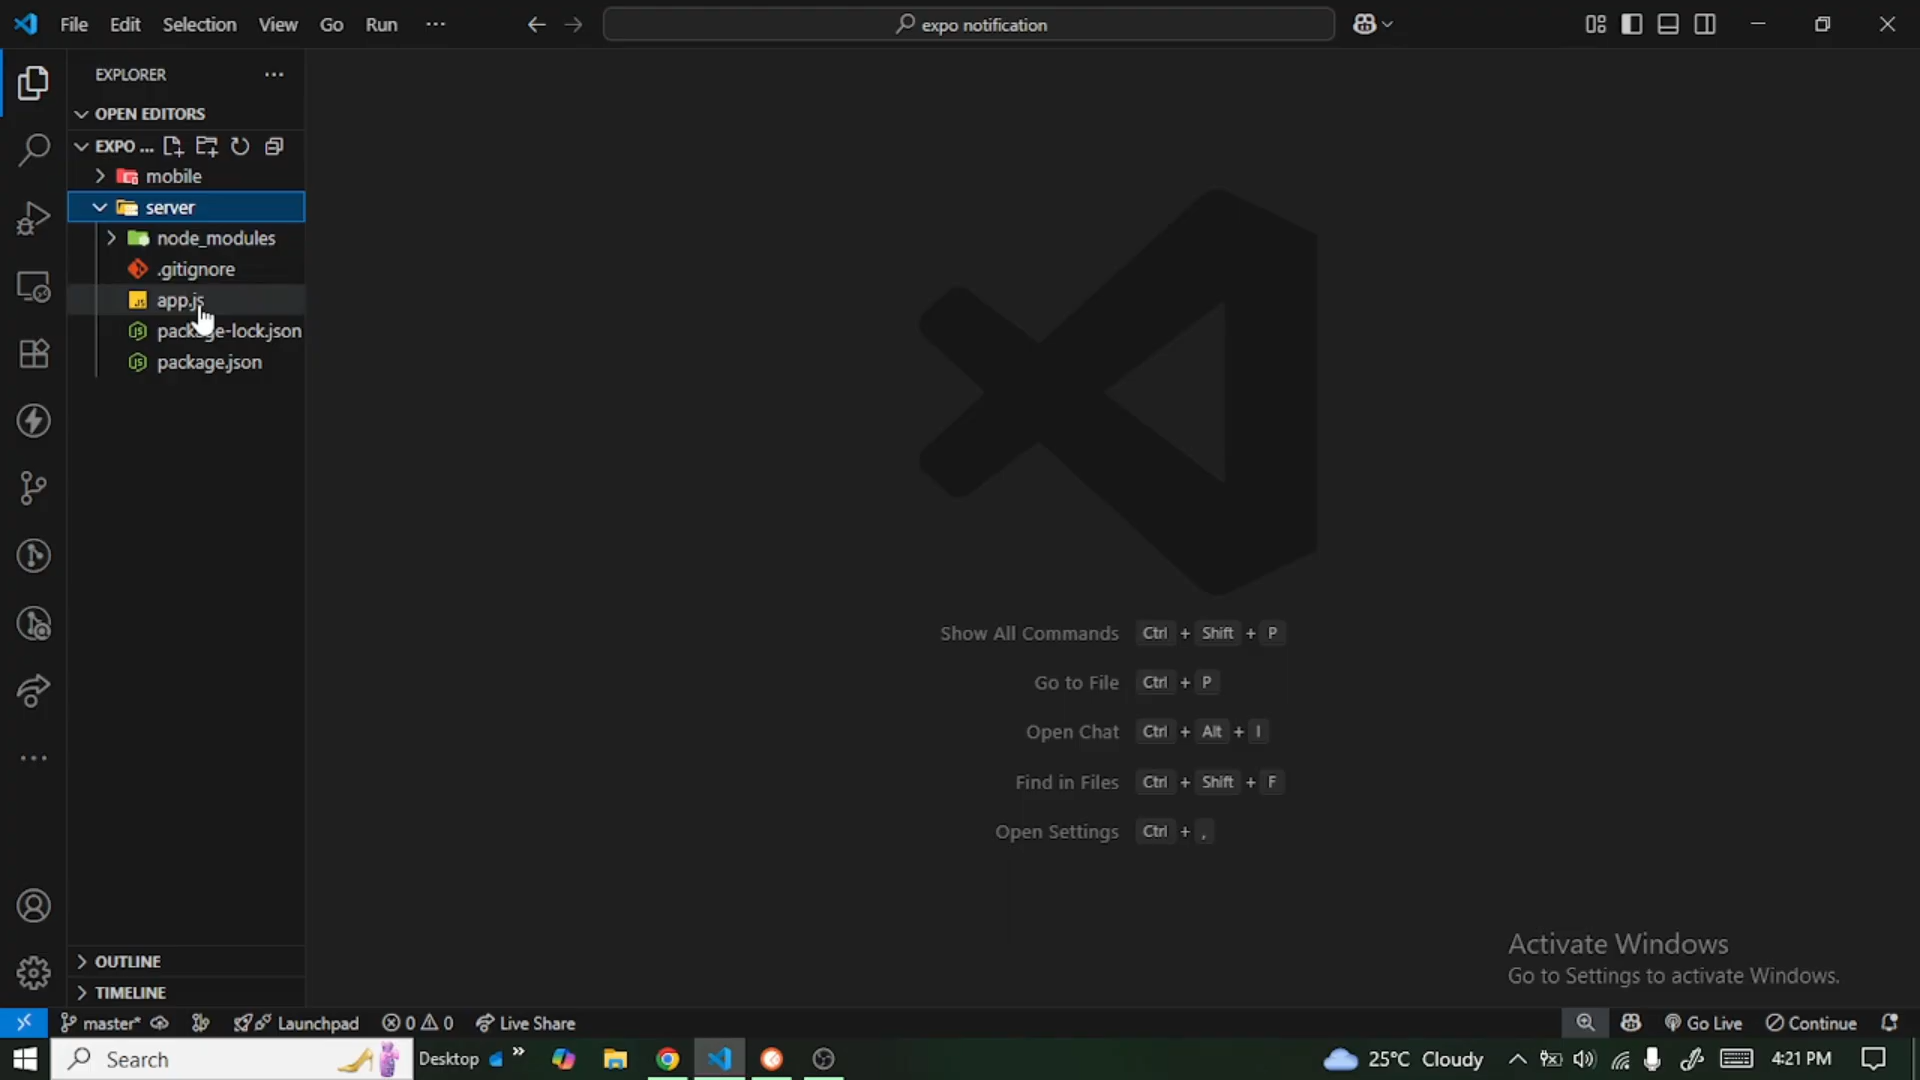 File Edit Selection View Go Run ···
expo notification
EXPLORER ···
OPEN EDITORS
EXPO ...
mobile
server
node_modules
.gitignore
app.js
package-lock.json
package.json
Show All Commands Ctrl + Shift + P
Go to File Ctrl + P
Open Chat Ctrl + Alt + I
Find in Files Ctrl + Shift + F
Open Settings Ctrl + ,
Activate Windows
Go to Settings to activate Windows.
OUTLINE
TIMELINE
master* Launchpad 0 0 Live Share Go Live Continue
Search Desktop » 25°C Cloudy 4:21 PM